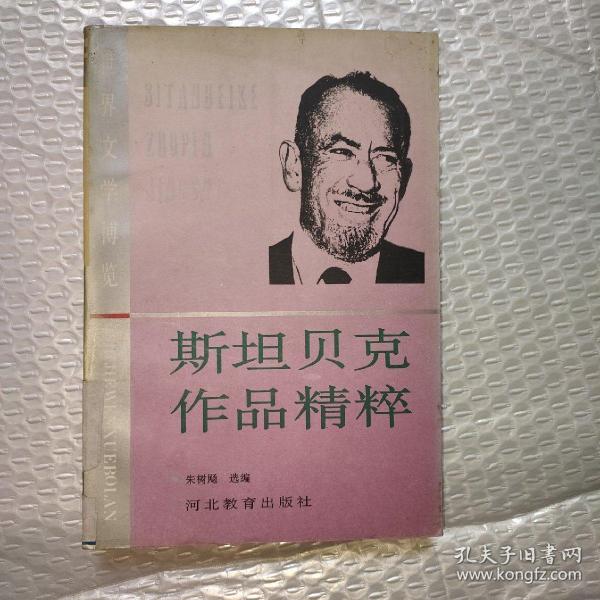 世界文学博览
斯坦贝克
作品精粹
朱树飏 选编
河北教育出版社
孔夫子旧书网
www.kongfz.com